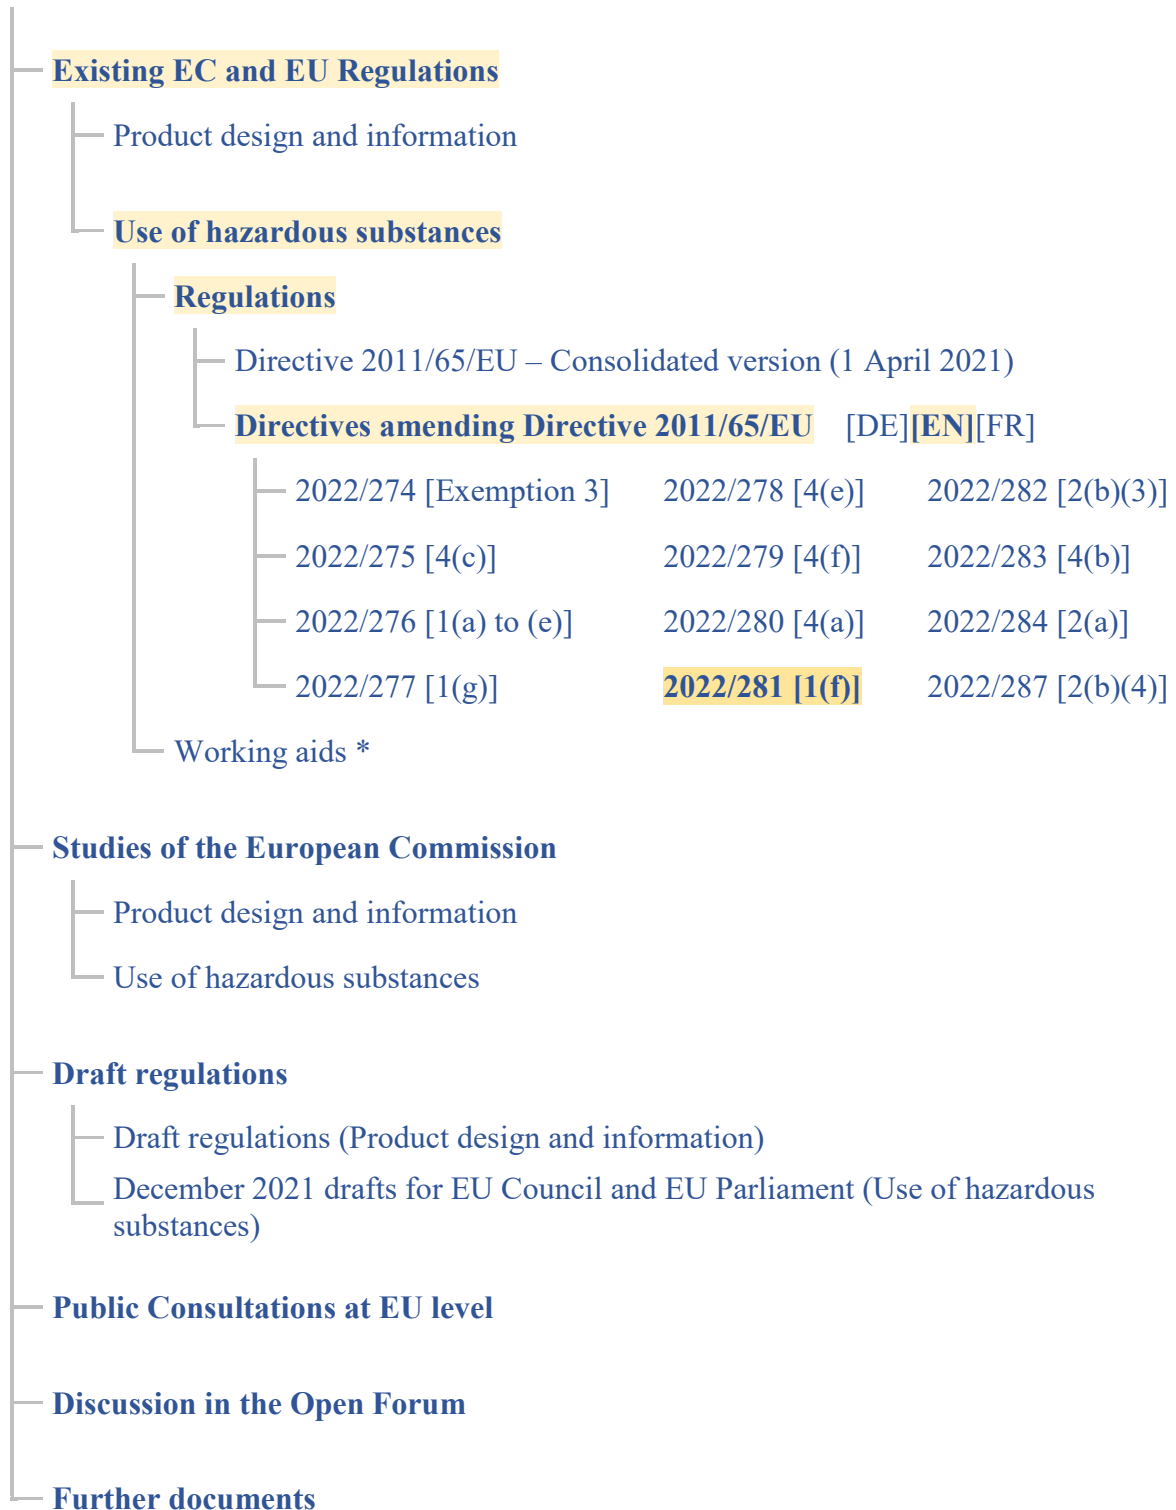 Existing EC and EU Regulations
Product design and information
Use of hazardous substances
Regulations
Directive 2011/65/EU – Consolidated version (1 April 2021)
Directives amending Directive 2011/65/EU [DE][EN][FR]
2022/274 [Exemption 3] 2022/278 [4(e)] 2022/282 [2(b)(3)]
2022/275 [4(c)] 2022/279 [4(f)] 2022/283 [4(b)]
2022/276 [1(a) to (e)] 2022/280 [4(a)] 2022/284 [2(a)]
2022/277 [1(g)] 2022/281 [1(f)] 2022/287 [2(b)(4)]
Working aids *
Studies of the European Commission
Product design and information
Use of hazardous substances
Draft regulations
Draft regulations (Product design and information)
December 2021 drafts for EU Council and EU Parliament (Use of hazardous
substances)
Public Consultations at EU level
Discussion in the Open Forum
Further documents